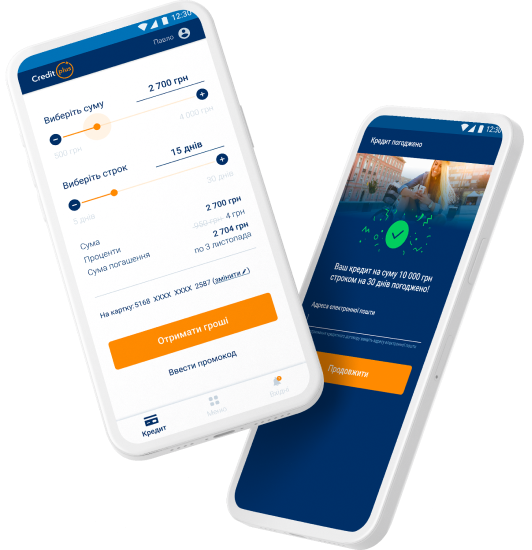 12:30
Павло
Credit plus
Виберіть суму
2 700 грн
500 грн
4 000 грн
Виберіть строк
15 днів
5 днів
30 днів
Сума
2 700 грн
Проценти
950 грн 4 грн
Сума погашення
2 704 грн
по 3 листопада
На картку:5168 XXXX XXXX 2587 (змінити)
Отримати гроші
Ввести промокод
Кредит
Меню
Вхідні
12:30
Кредит погоджено
Ваш кредит на суму 10 000 грн
строком на 30 днів погоджено!
Адреса електронної пошти
Продовжити